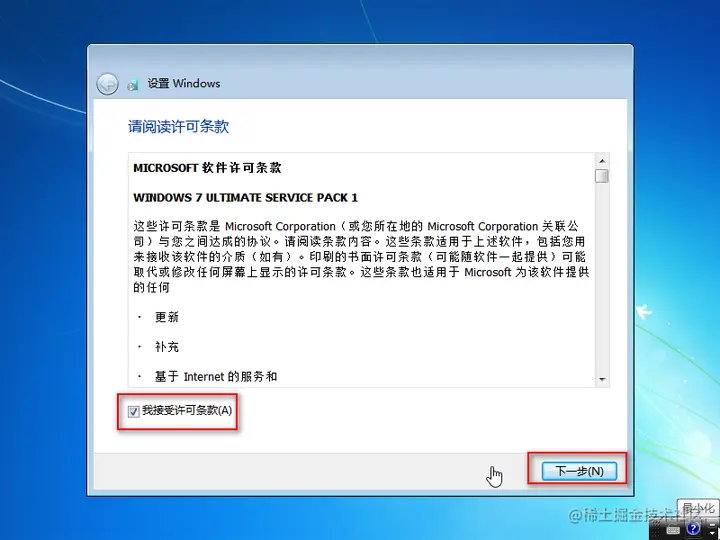 设置 Windows
请阅读许可条款
MICROSOFT 软件许可条款
WINDOWS 7 ULTIMATE SERVICE PACK 1
这些许可条款是 Microsoft Corporation（或您所在地的 Microsoft Corporation 关联公
司）与您之间达成的协议。请阅读条款内容。这些条款适用于上述软件，包括您用
来接收该软件的介质（如有）。印刷的书面许可条款（可能随软件一起提供）可能
取代或修改任何屏幕上显示的许可条款。这些条款也适用于 Microsoft 为该软件提供
的任何
· 更新
· 补充
· 基于 Internet 的服务和
我接受许可条款(A)
下一步(N)
最小化
@稀土掘金技术社区